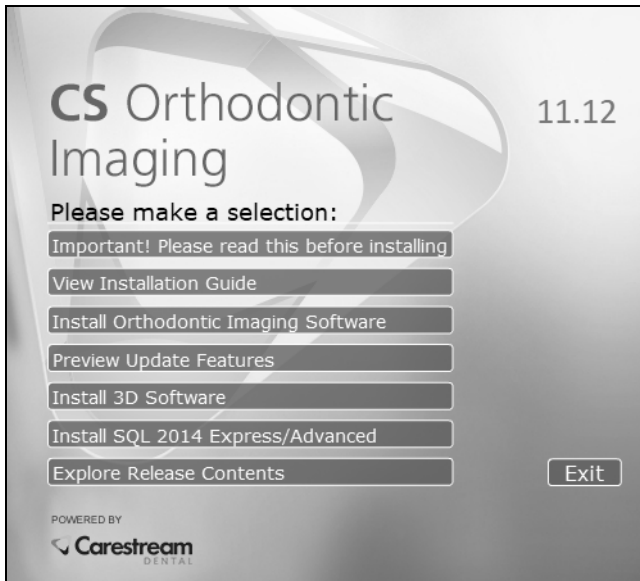 CS Orthodontic
Imaging
11.12
Please make a selection:
Important! Please read this before installing
View Installation Guide
Install Orthodontic Imaging Software
Preview Update Features
Install 3D Software
Install SQL 2014 Express/Advanced
Explore Release Contents
Exit
POWERED BY
Carestream
DENTAL